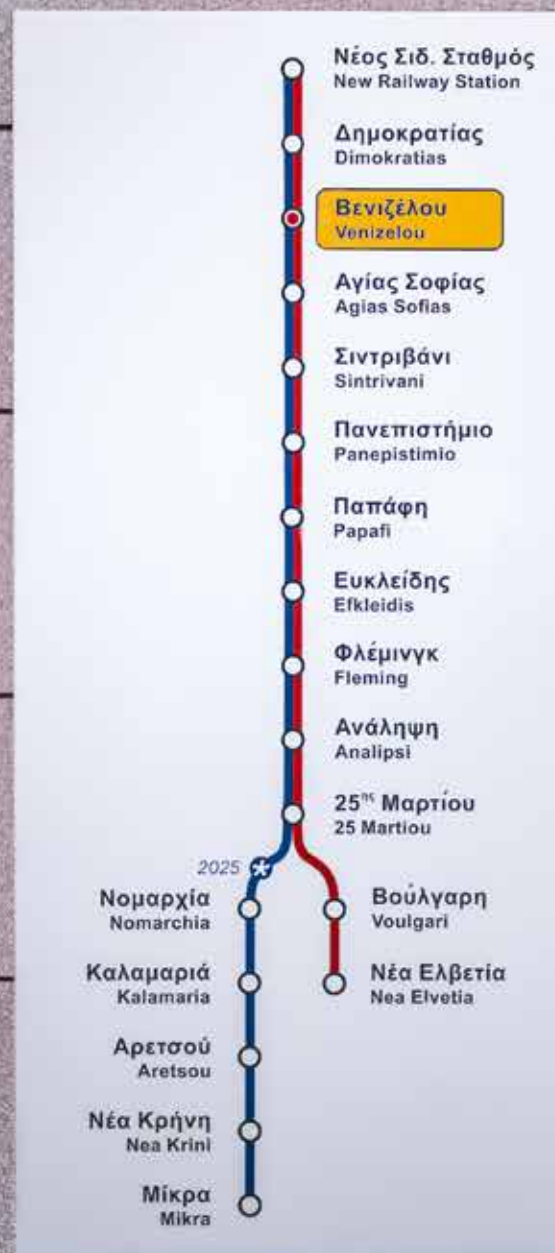 Νέος Σιδ. Σταθμός
New Railway Station
Δημοκρατίας
Dimokratias
Βενιζέλου
Venizelou
Αγίας Σοφίας
Agias Sofias
Σιντριβάνι
Sintrivani
Πανεπιστήμιο
Panepistimio
Παπάφη
Papafi
Ευκλείδης
Efkleidis
Φλέμινγκ
Fleming
Ανάληψη
Analipsi
25ης Μαρτίου
25 Martiou
2025 *
Νομαρχία
Nomarchia
Καλαμαριά
Kalamaria
Αρετσού
Aretsou
Νέα Κρήνη
Nea Krini
Μίκρα
Mikra
Βούλγαρη
Voulgari
Νέα Ελβετία
Nea Elvetia